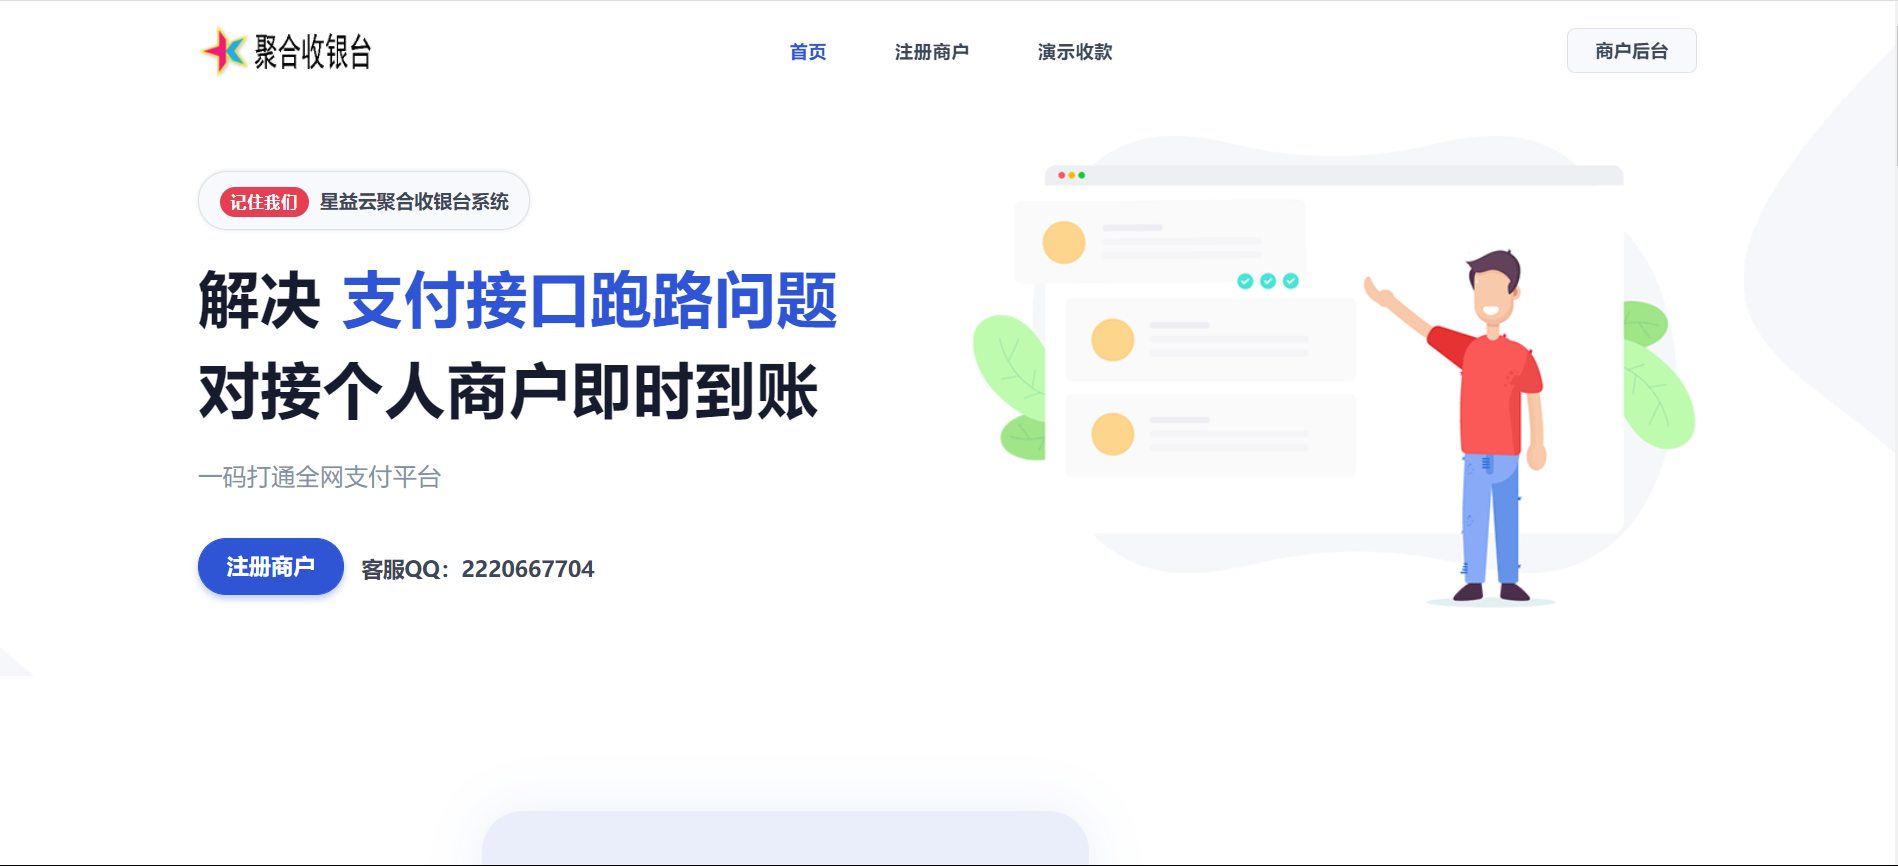 聚合收银台
首页
注册商户
演示收款
商户后台
记住我们 星益云聚合收银台系统
解决 支付接口跑路问题
对接个人商户即时到账
一码打通全网支付平台
注册商户
客服QQ：2220667704